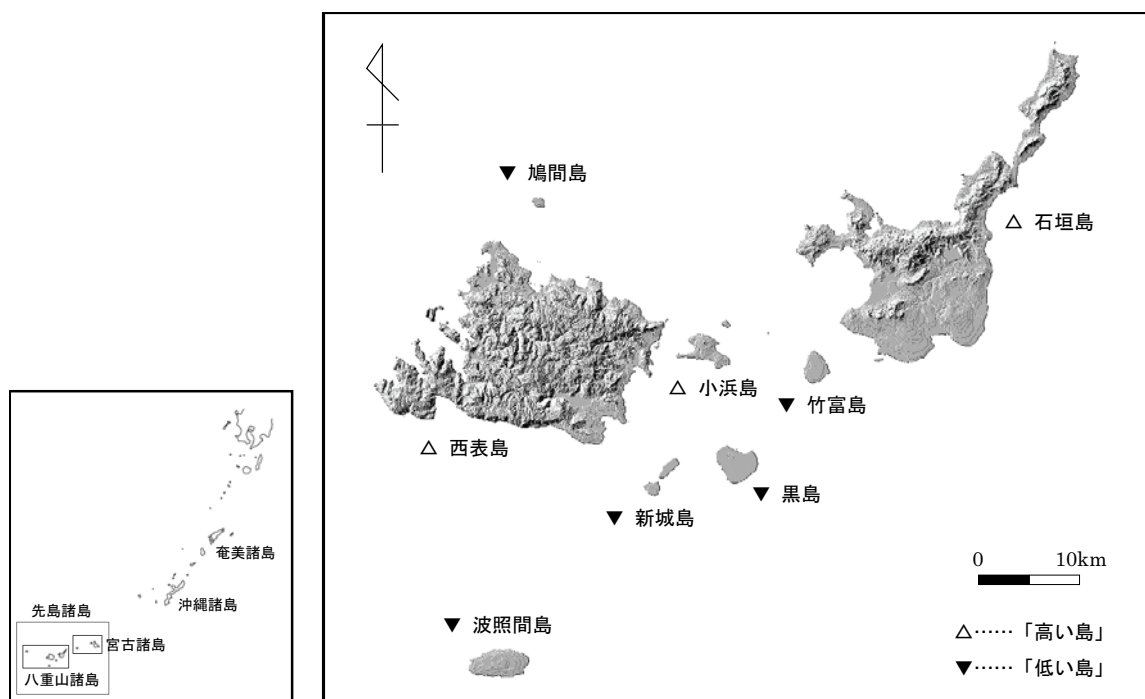 鳩間島
石垣島
小浜島
竹富島
西表島
黒島
新城島
波照間島
0 10km
△……「高い島」
▼……「低い島」
奄美諸島
沖縄諸島
先島諸島
宮古諸島
八重山諸島